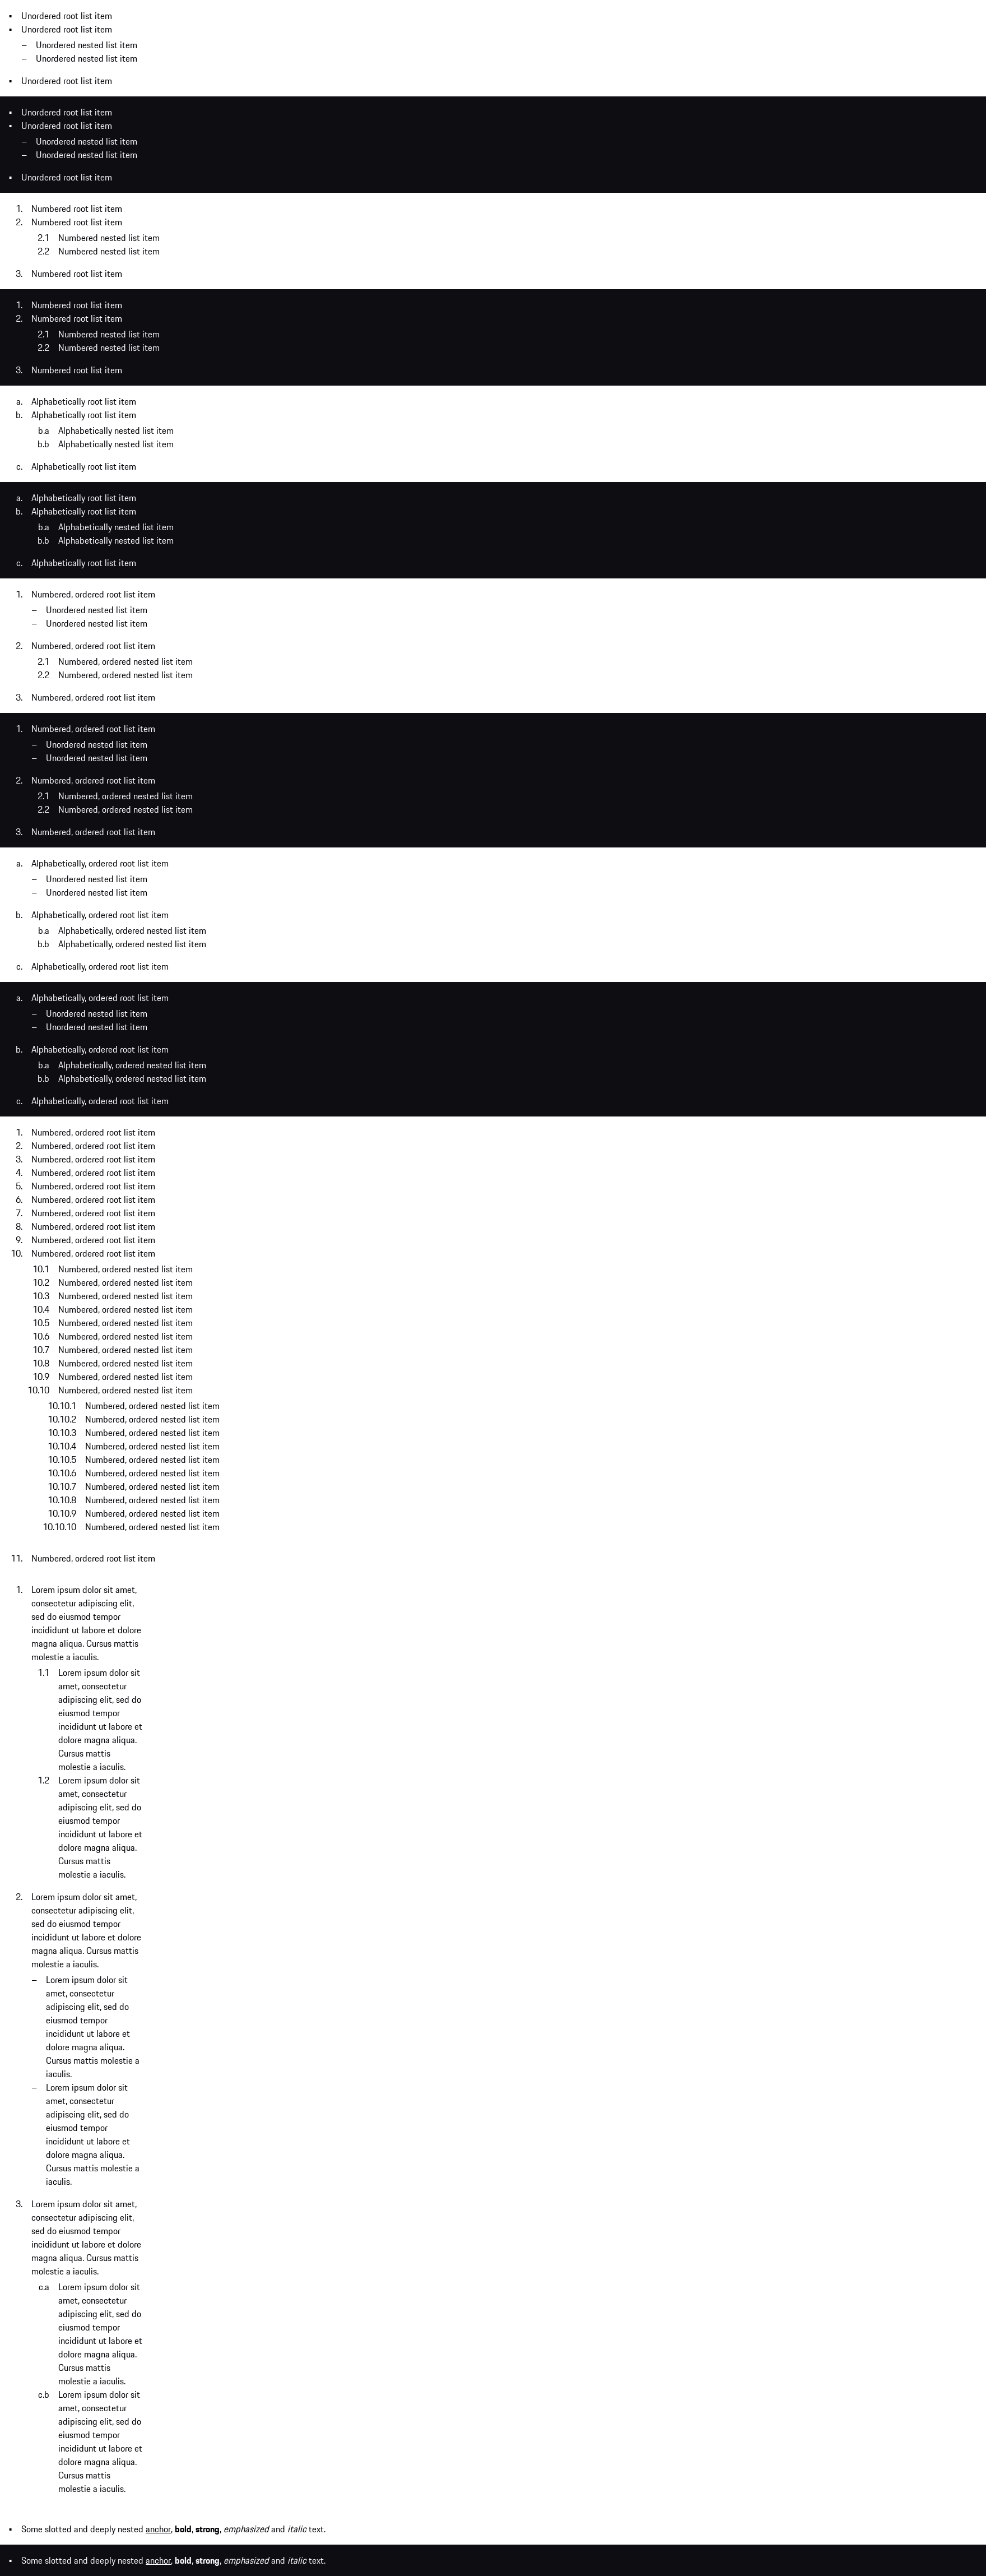 • Unordered root list item
• Unordered root list item
– Unordered nested list item
– Unordered nested list item
• Unordered root list item
• Unordered root list item
• Unordered root list item
– Unordered nested list item
– Unordered nested list item
• Unordered root list item
1. Numbered root list item
2. Numbered root list item
2.1 Numbered nested list item
2.2 Numbered nested list item
3. Numbered root list item
1. Numbered root list item
2. Numbered root list item
2.1 Numbered nested list item
2.2 Numbered nested list item
3. Numbered root list item
a. Alphabetically root list item
b. Alphabetically root list item
b.a Alphabetically nested list item
b.b Alphabetically nested list item
c. Alphabetically root list item
a. Alphabetically root list item
b. Alphabetically root list item
b.a Alphabetically nested list item
b.b Alphabetically nested list item
c. Alphabetically root list item
1. Numbered, ordered root list item
– Unordered nested list item
– Unordered nested list item
2. Numbered, ordered root list item
2.1 Numbered, ordered nested list item
2.2 Numbered, ordered nested list item
3. Numbered, ordered root list item
1. Numbered, ordered root list item
– Unordered nested list item
– Unordered nested list item
2. Numbered, ordered root list item
2.1 Numbered, ordered nested list item
2.2 Numbered, ordered nested list item
3. Numbered, ordered root list item
a. Alphabetically, ordered root list item
– Unordered nested list item
– Unordered nested list item
b. Alphabetically, ordered root list item
b.a Alphabetically, ordered nested list item
b.b Alphabetically, ordered nested list item
c. Alphabetically, ordered root list item
a. Alphabetically, ordered root list item
– Unordered nested list item
– Unordered nested list item
b. Alphabetically, ordered root list item
b.a Alphabetically, ordered nested list item
b.b Alphabetically, ordered nested list item
c. Alphabetically, ordered root list item
1. Numbered, ordered root list item
2. Numbered, ordered root list item
3. Numbered, ordered root list item
4. Numbered, ordered root list item
5. Numbered, ordered root list item
6. Numbered, ordered root list item
7. Numbered, ordered root list item
8. Numbered, ordered root list item
9. Numbered, ordered root list item
10. Numbered, ordered root list item
10.1 Numbered, ordered nested list item
10.2 Numbered, ordered nested list item
10.3 Numbered, ordered nested list item
10.4 Numbered, ordered nested list item
10.5 Numbered, ordered nested list item
10.6 Numbered, ordered nested list item
10.7 Numbered, ordered nested list item
10.8 Numbered, ordered nested list item
10.9 Numbered, ordered nested list item
10.10 Numbered, ordered nested list item
10.10.1 Numbered, ordered nested list item
10.10.2 Numbered, ordered nested list item
10.10.3 Numbered, ordered nested list item
10.10.4 Numbered, ordered nested list item
10.10.5 Numbered, ordered nested list item
10.10.6 Numbered, ordered nested list item
10.10.7 Numbered, ordered nested list item
10.10.8 Numbered, ordered nested list item
10.10.9 Numbered, ordered nested list item
10.10.10 Numbered, ordered nested list item
11. Numbered, ordered root list item
1. Lorem ipsum dolor sit amet,
consectetur adipiscing elit,
sed do eiusmod tempor
incididunt ut labore et dolore
magna aliqua. Cursus mattis
molestie a iaculis.
1.1 Lorem ipsum dolor sit
amet, consectetur
adipiscing elit, sed do
eiusmod tempor
incididunt ut labore et
dolore magna aliqua.
Cursus mattis
molestie a iaculis.
1.2 Lorem ipsum dolor sit
amet, consectetur
adipiscing elit, sed do
eiusmod tempor
incididunt ut labore et
dolore magna aliqua.
Cursus mattis
molestie a iaculis.
2. Lorem ipsum dolor sit amet,
consectetur adipiscing elit,
sed do eiusmod tempor
incididunt ut labore et dolore
magna aliqua. Cursus mattis
molestie a iaculis.
– Lorem ipsum dolor sit
amet, consectetur
adipiscing elit, sed do
eiusmod tempor
incididunt ut labore et
dolore magna aliqua.
Cursus mattis molestie a
iaculis.
– Lorem ipsum dolor sit
amet, consectetur
adipiscing elit, sed do
eiusmod tempor
incididunt ut labore et
dolore magna aliqua.
Cursus mattis molestie a
iaculis.
3. Lorem ipsum dolor sit amet,
consectetur adipiscing elit,
sed do eiusmod tempor
incididunt ut labore et dolore
magna aliqua. Cursus mattis
molestie a iaculis.
c.a Lorem ipsum dolor sit
amet, consectetur
adipiscing elit, sed do
eiusmod tempor
incididunt ut labore et
dolore magna aliqua.
Cursus mattis
molestie a iaculis.
c.b Lorem ipsum dolor sit
amet, consectetur
adipiscing elit, sed do
eiusmod tempor
incididunt ut labore et
dolore magna aliqua.
Cursus mattis
molestie a iaculis.
• Some slotted and deeply nested anchor, bold, strong, emphasized and italic text.
• Some slotted and deeply nested anchor, bold, strong, emphasized and italic text.